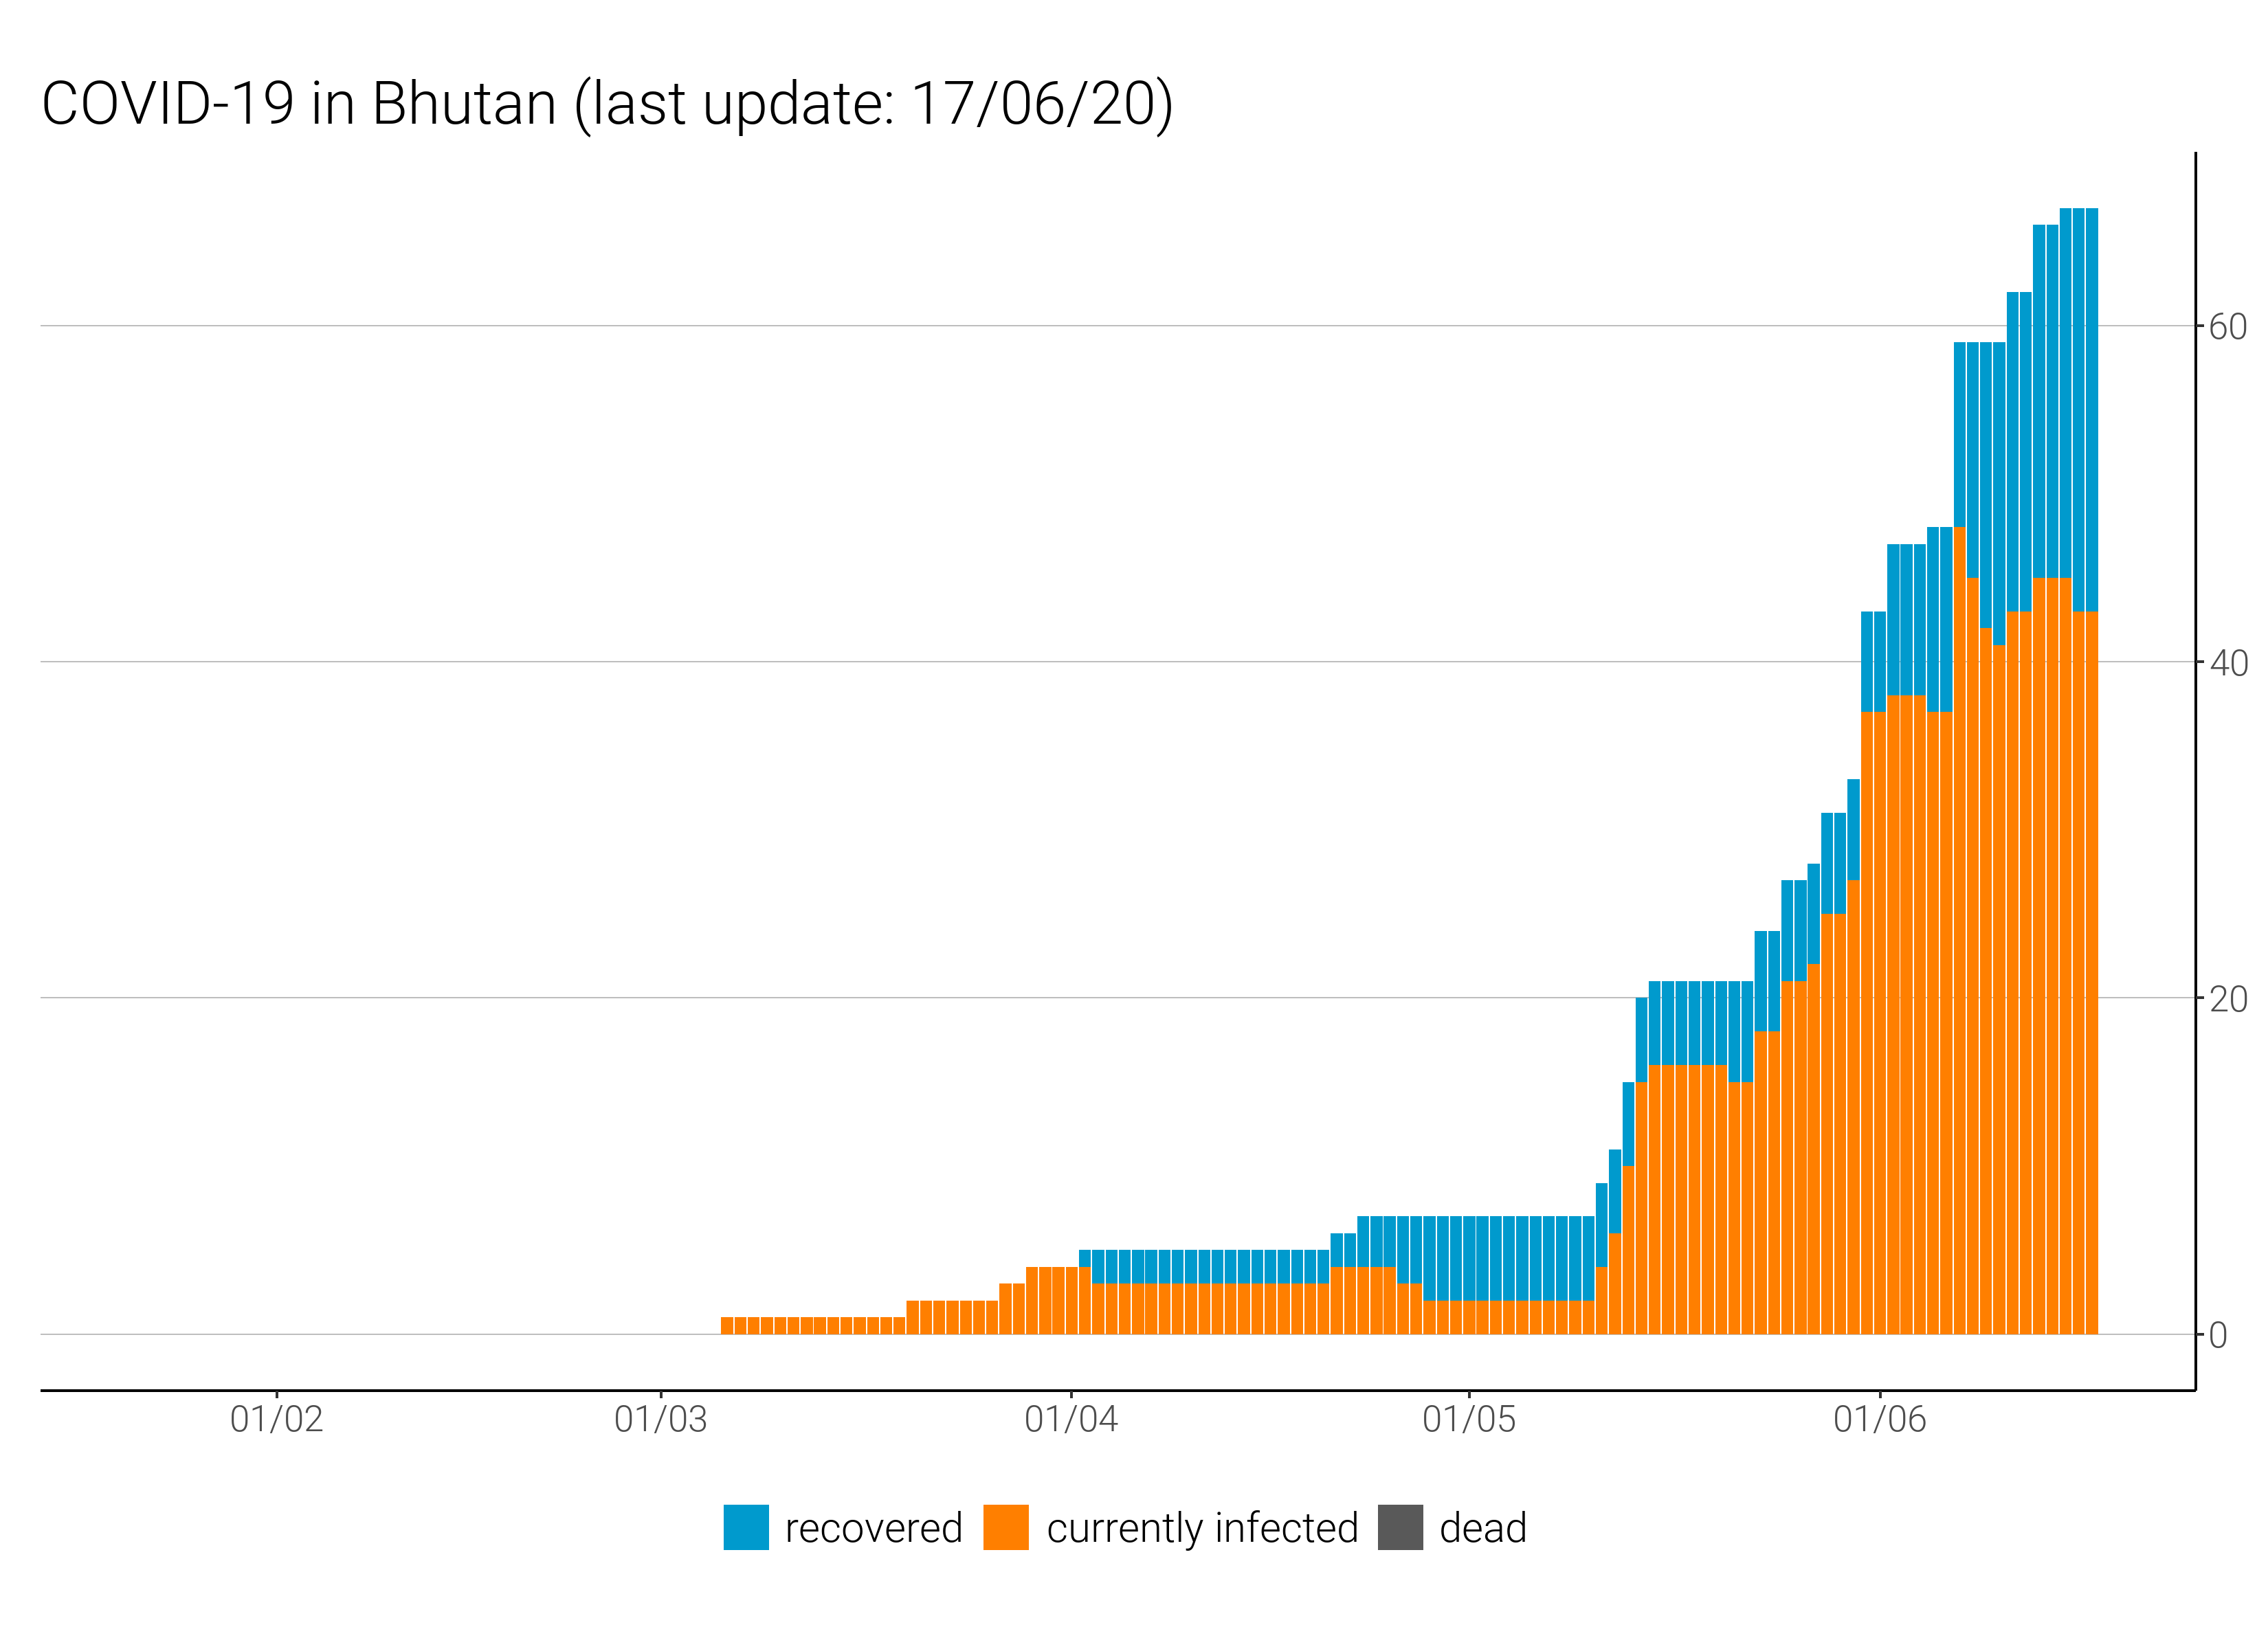 COVID-19 in Bhutan (last update: 17/06/20)
60
40
20
0
01/02 01/03 01/04 01/05 01/06
recovered currently infected dead